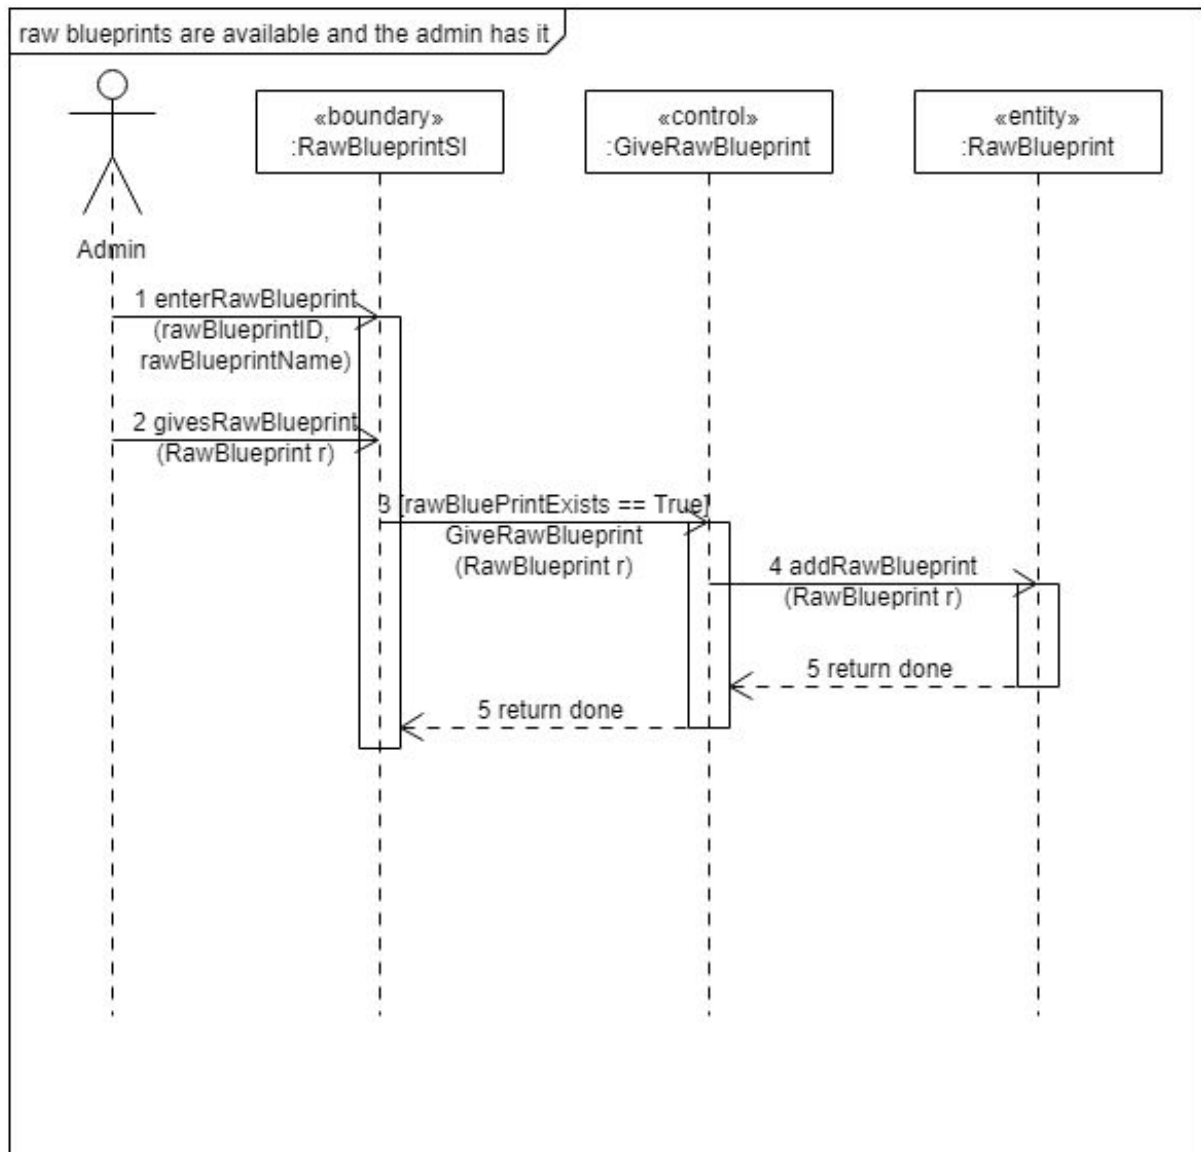 raw blueprints are available and the admin has it
«boundary»
:RawBlueprintSI
«control»
:GiveRawBlueprint
«entity»
:RawBlueprint
Admin
1 enterRawBlueprint
(rawBlueprintID,
rawBlueprintName)
2 givesRawBlueprint
(RawBlueprint r)
3 [rawBluePrintExists == True]
GiveRawBlueprint
(RawBlueprint r)
4 addRawBlueprint
(RawBlueprint r)
5 return done
5 return done